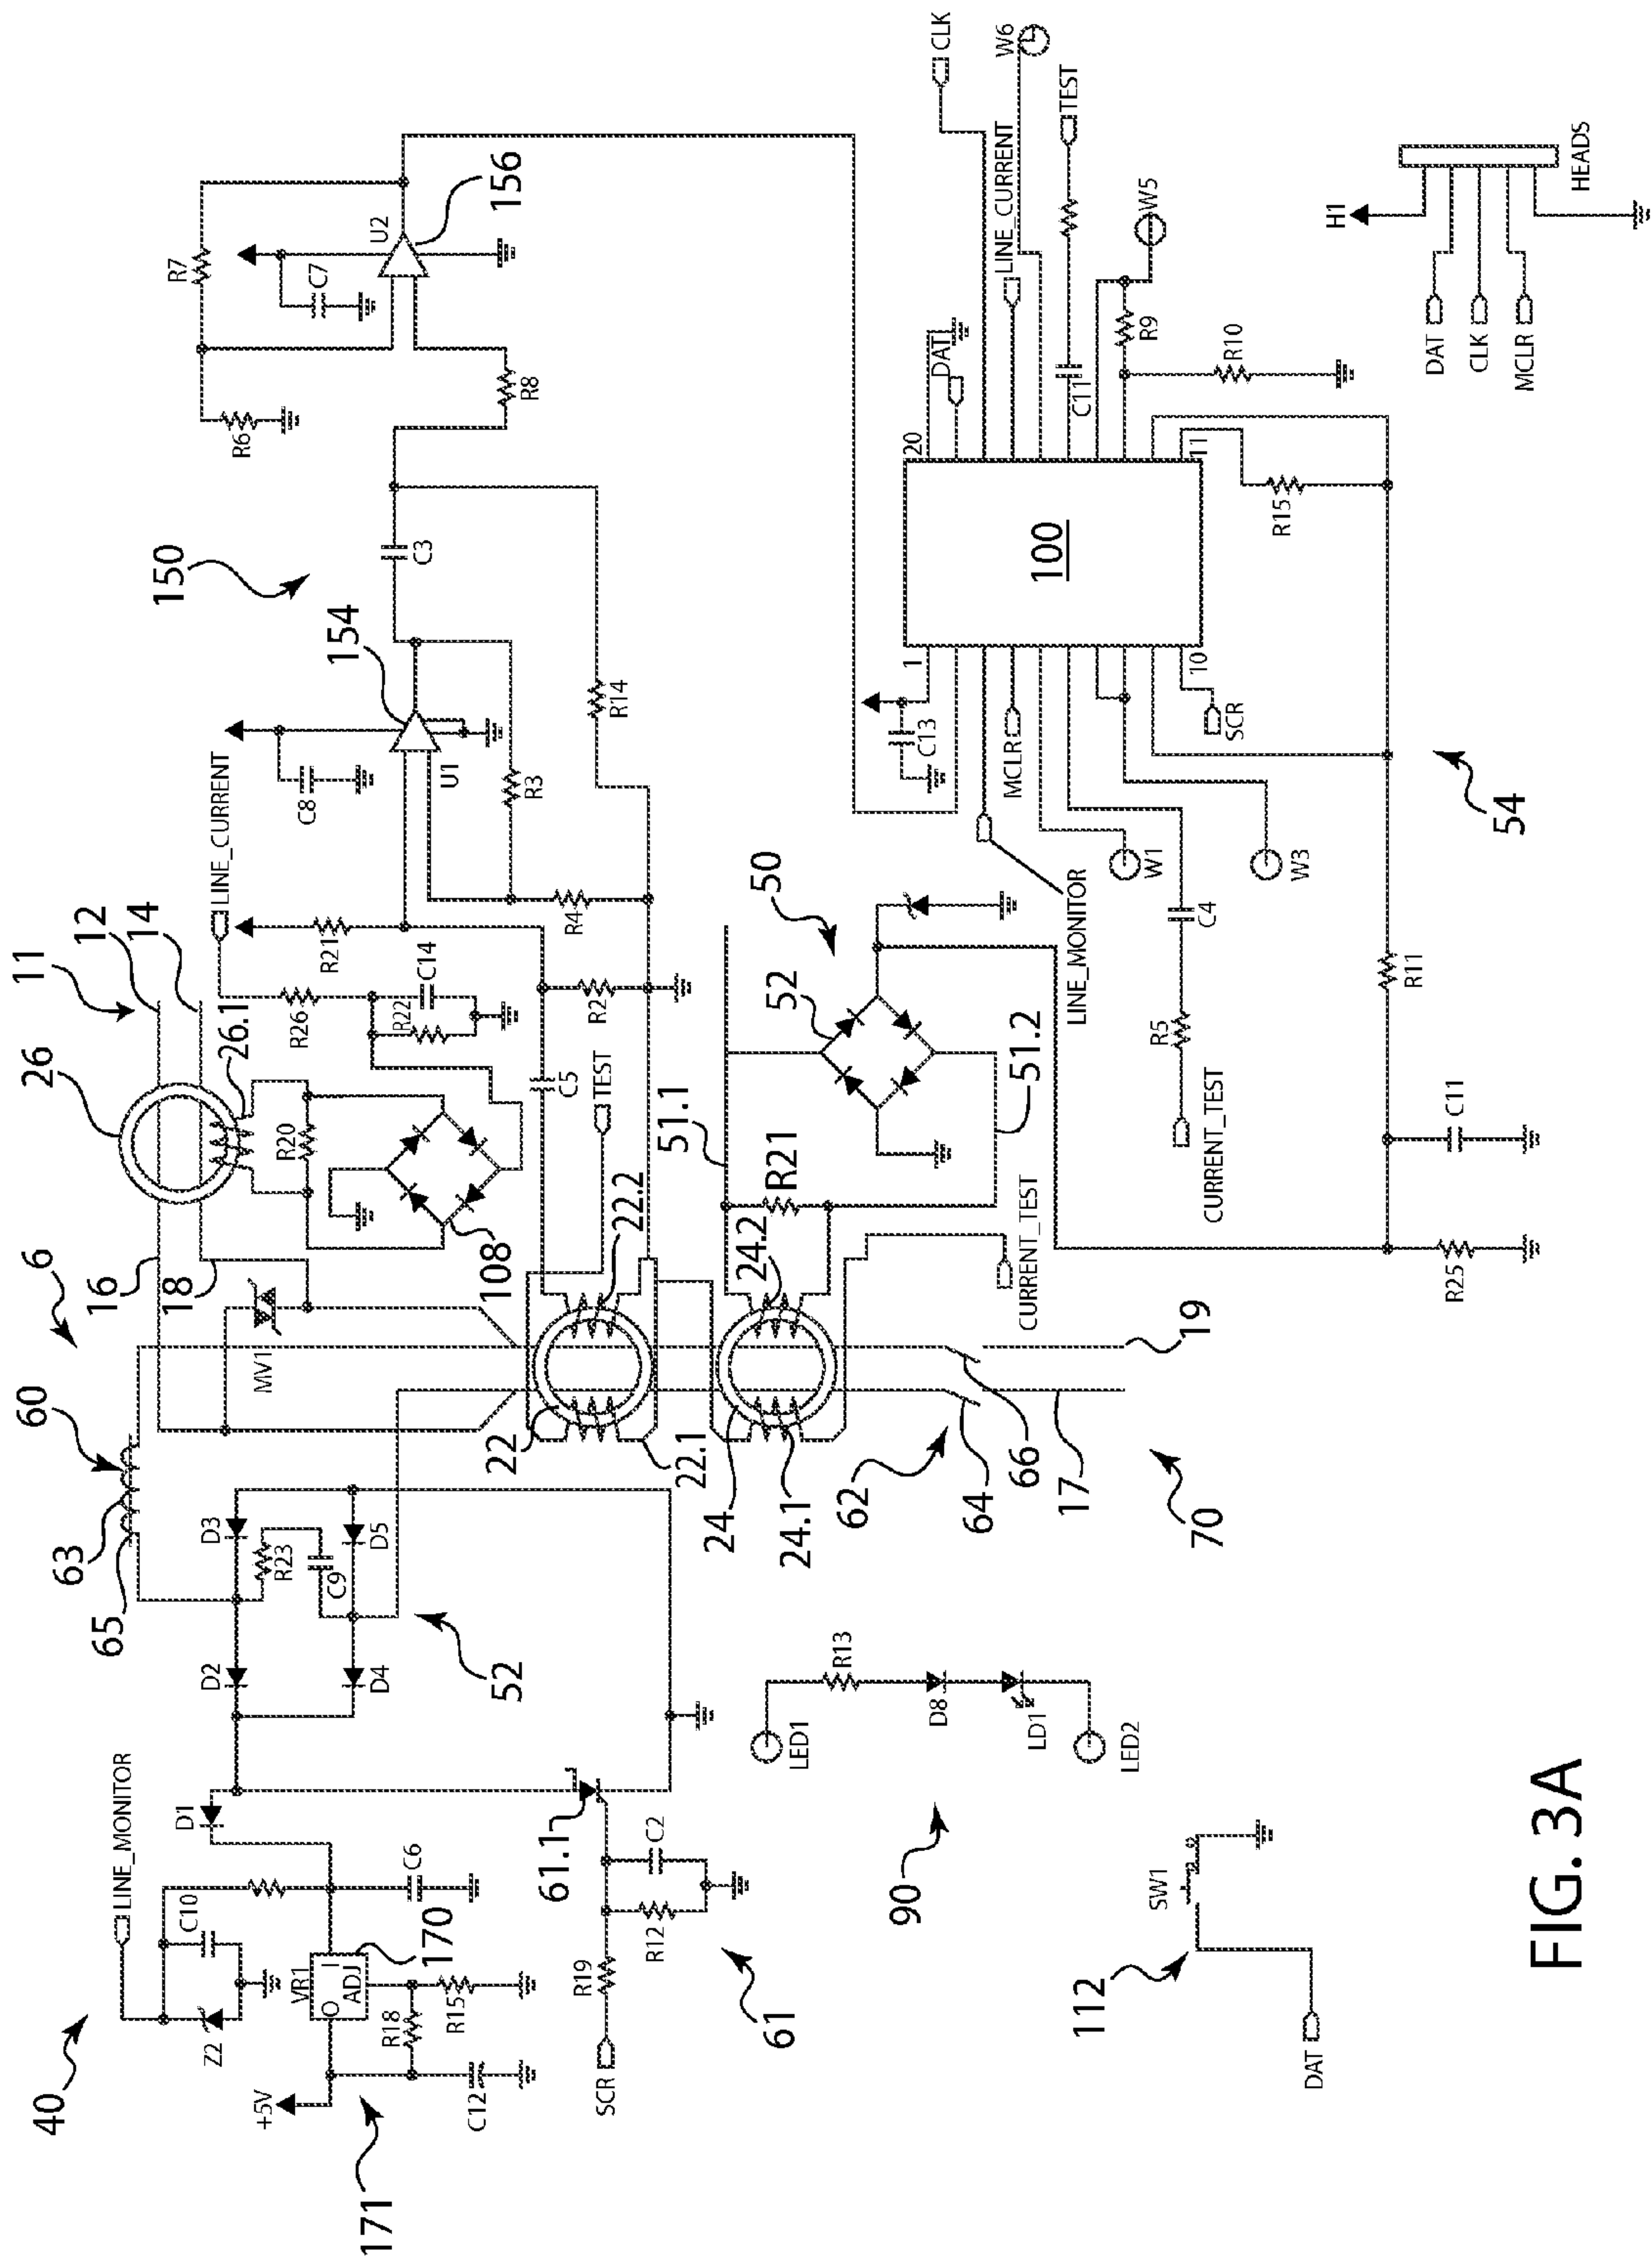 40
LINE_MONITOR
Z2
C10
D1
+5V
VR1
O
I
ADJ
170
C6
171
R18
R15
C12
SCR
R19
61.1
R12
C2
61
65
63
60
6
D2
D3
R23
C9
D4
D5
52
MV1
16
18
26
11
12
14
26.1
R20
108
LINE_CURRENT
R26
R21
R22
C14
C8
154
U1
150
C3
R3
R4
R2
R14
C5
TEST
R6
R7
C7
U2
156
R8
22
22.1
22.2
24
24.1
24.2
R21
51.1
51.2
50
52
CURRENT_TEST
62
64
66
17
19
70
90
LED1
R13
D8
LD1
LED2
112
SW1
DAT
LINE_MONITOR
C13
1
20
10
11
100
MCLR
SCR
W1
W3
C4
R5
CURRENT_TEST
R11
C11
R25
54
DAT
CLK
LINE_CURRENT
W6
TEST
C11
W5
R9
R10
R15
H1
DAT
CLK
MCLR
HEADS
FIG. 3A